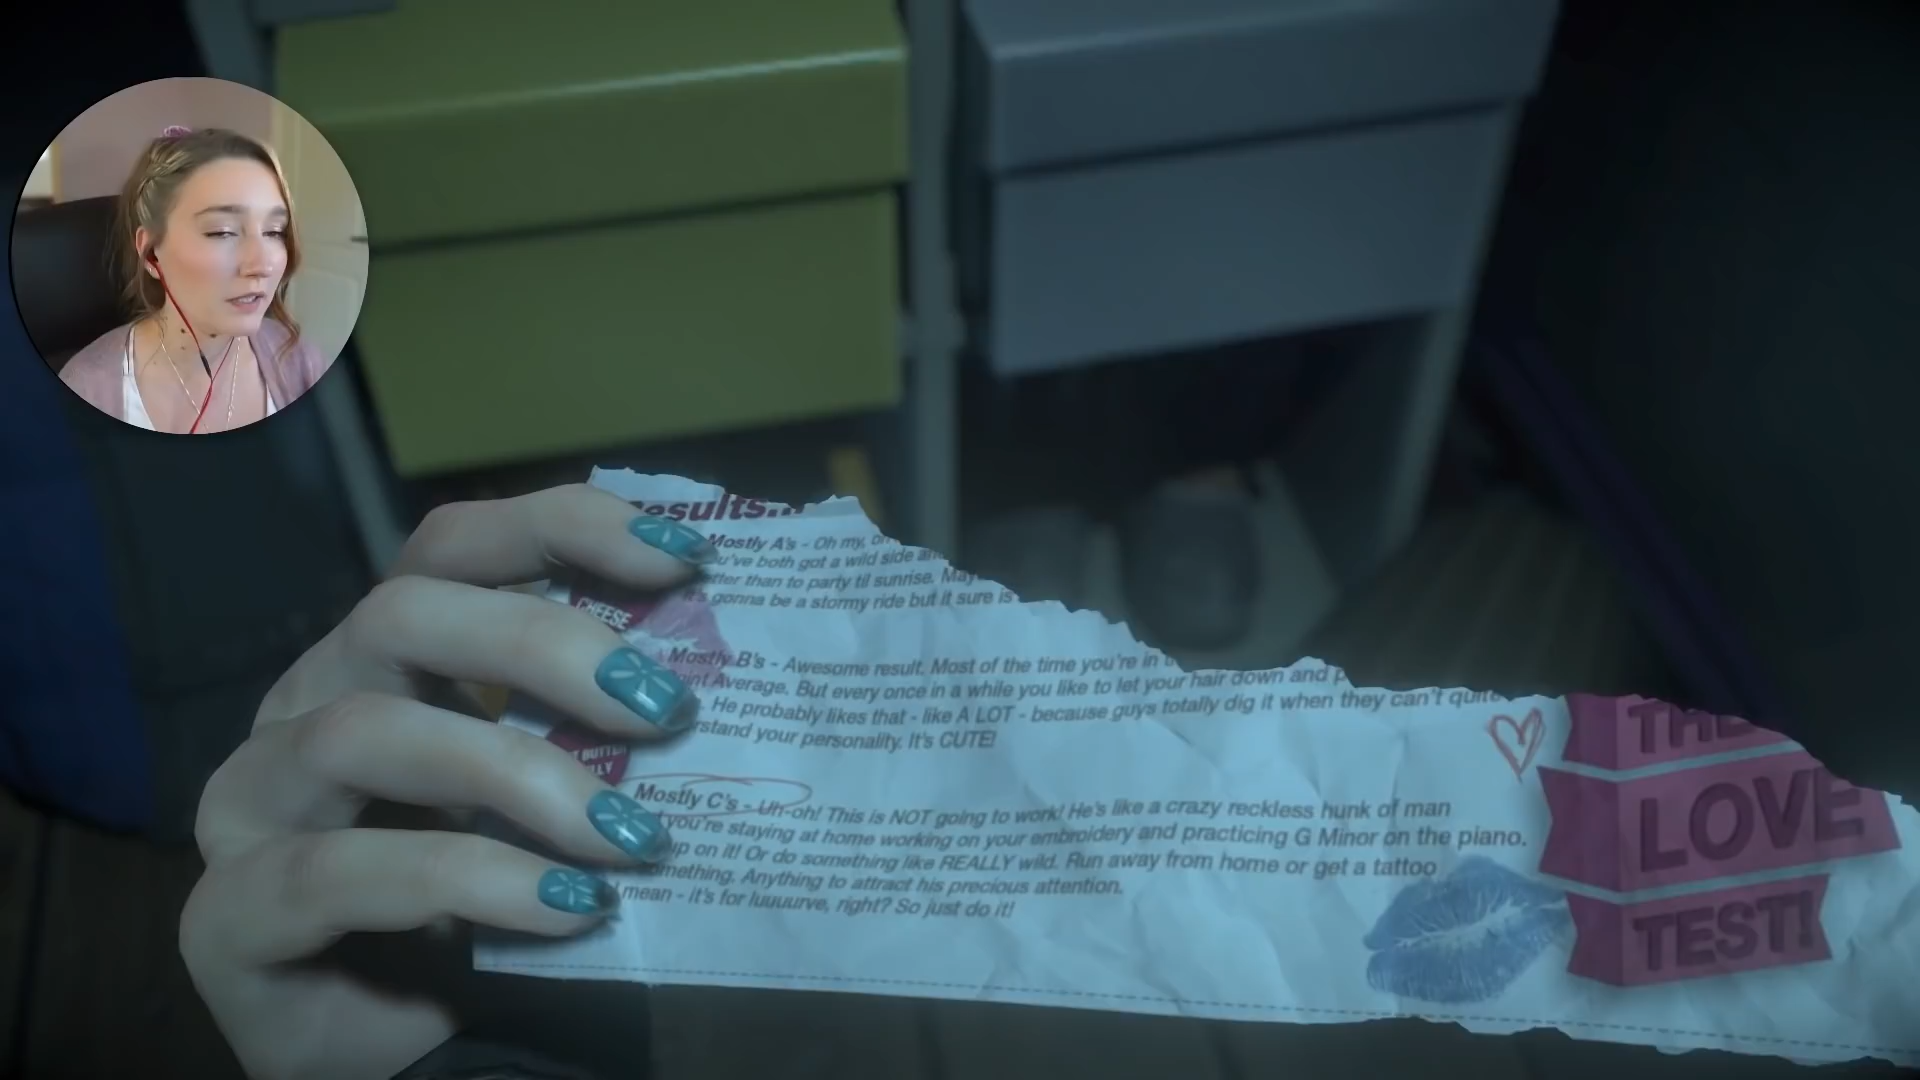 Results...
Mostly A's - Oh my, oh
you've both got a wild side and
than to party til sunrise. May
it's gonna be a stormy ride but it sure is
CHEESE
Mostly B's - Awesome result. Most of the time you're in
Average. But every once in a while you like to let your hair down and
He probably likes that - like A LOT - because guys totally dig it when they can't quite
your personality. It's CUTE!
BUTTER
Mostly C's - Uh-oh! This is NOT going to work! He's like a crazy reckless hunk of man
you're staying at home working on your embroidery and practicing G Minor on the piano.
up on it! Or do something like REALLY wild. Run away from home or get a tattoo
something. Anything to attract his precious attention.
I mean - it's for luuuurve, right? So just do it!
THE
LOVE
TEST!